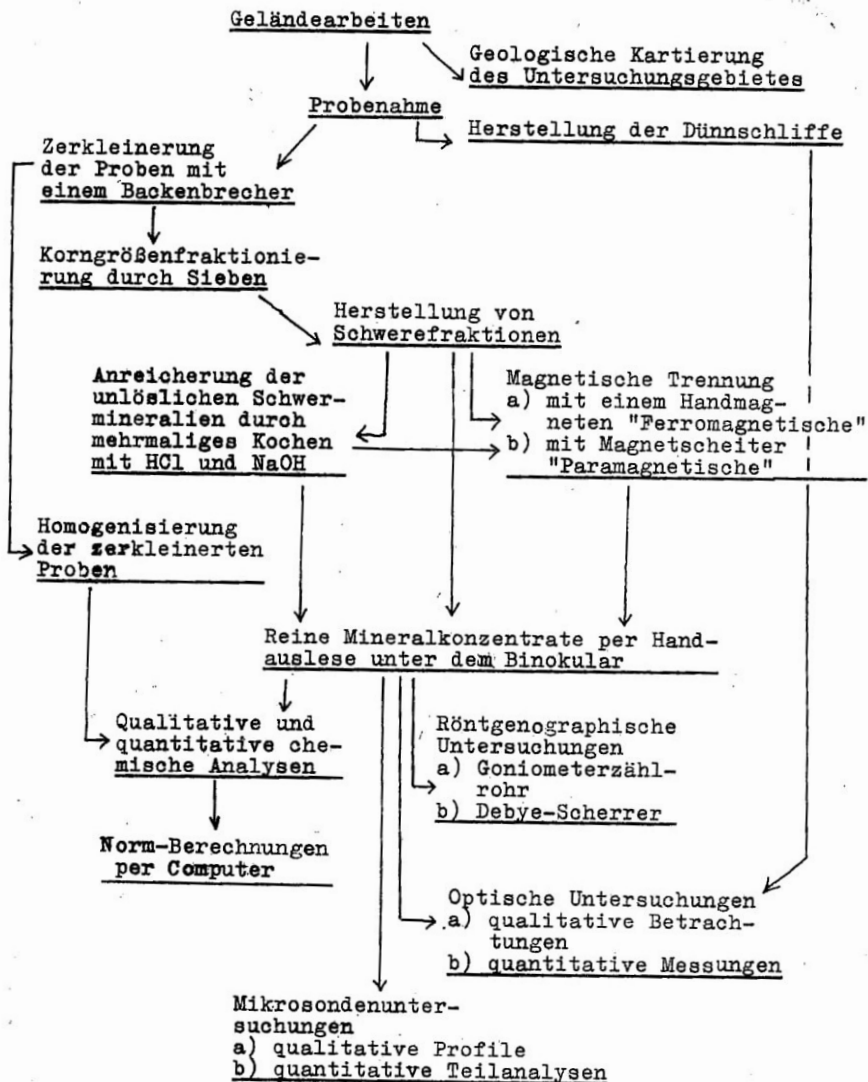 Geländearbeiten
Geologische Kartierung
des Untersuchungsgebietes
Probenahme
Herstellung der Dünnschliffe
Zerkleinerung
der Proben mit
einem Backenbrecher
Korngrößenfraktionie-
rung durch Sieben
Herstellung von
Schwerefraktionen
Anreicherung der
unlöslichen Schwer-
mineralien durch
mehrmaliges Kochen
mit HCl und NaOH
Magnetische Trennung
a) mit einem Handmag-
neten "Ferromagnetische"
b) mit Magnetscheiter
"Paramagnetische"
Homogenisierung
der zerkleinerten
Proben
Reine Mineralkonzentrate per Hand-
auslese unter dem Binokular
Qualitative und
quantitative che-
mische Analysen
Röntgenographische
Untersuchungen
a) Goniometerzähl-
rohr
b) Debye-Scherrer
Norm-Berechnungen
per Computer
Optische Untersuchungen
a) qualitative Betrach-
tungen
b) quantitative Messungen
Mikrosondenunter-
suchungen
a) qualitative Profile
b) quantitative Teilanalysen